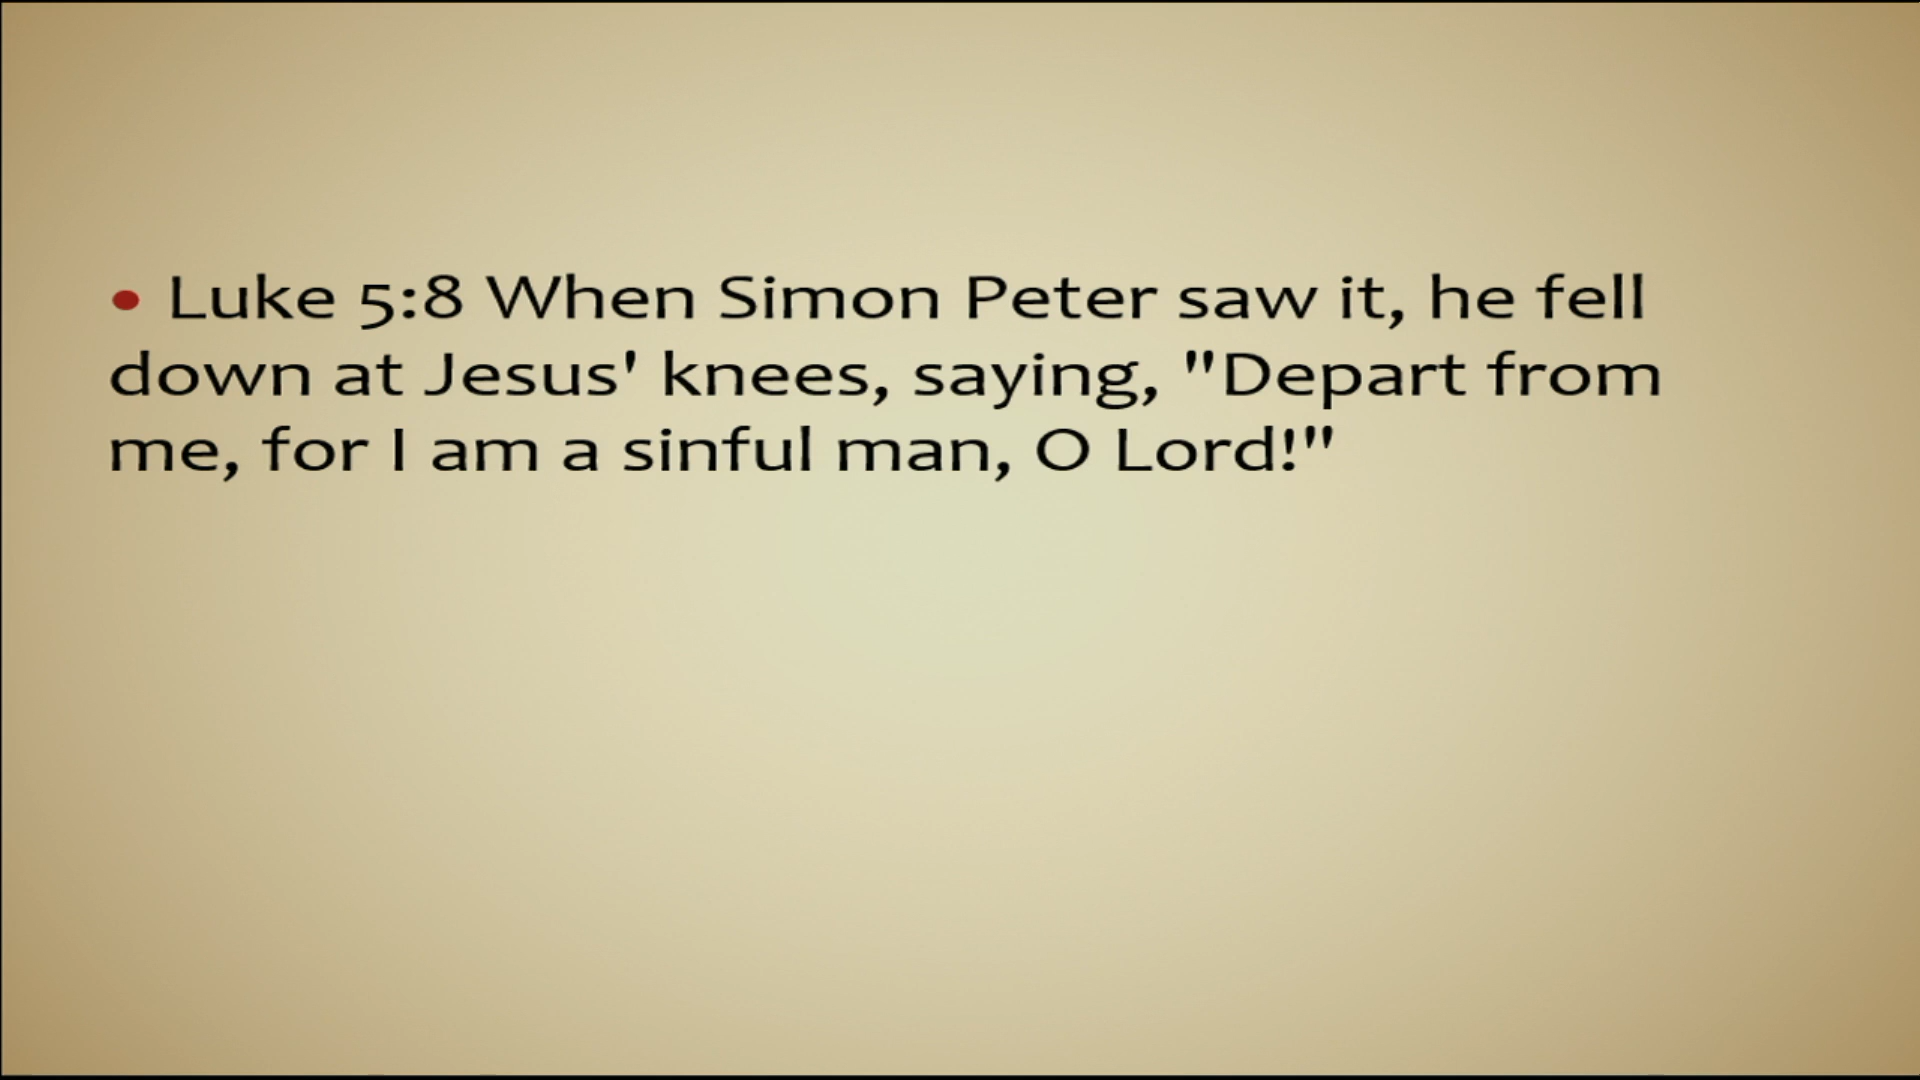 • Luke 5:8 When Simon Peter saw it, he fell
down at Jesus' knees, saying, "Depart from
me, for I am a sinful man, O Lord!"